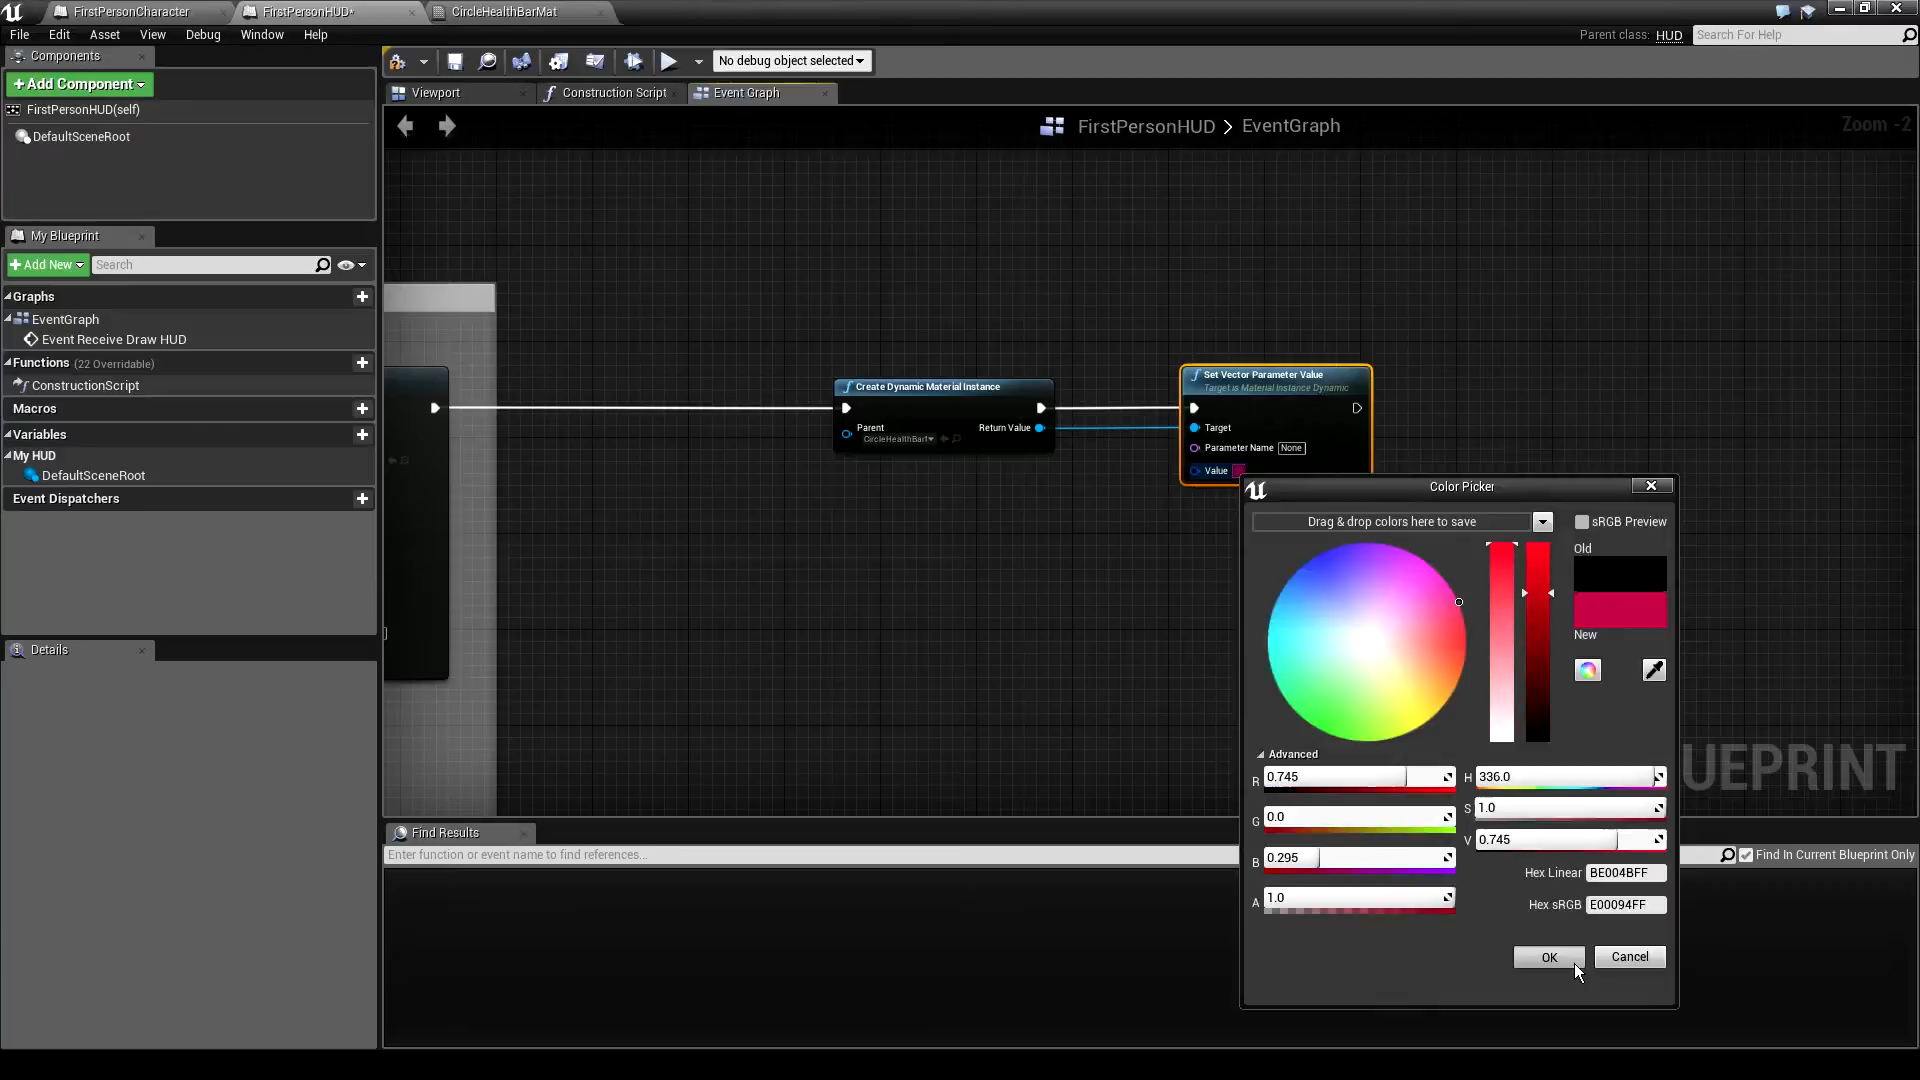 FirstPersonCharacter
FirstPersonHUD*
CircleHealthBarMat
File Edit Asset View Debug Window Help
Parent class: HUD
Search For Help
Components
+Add Component
FirstPersonHUD(self)
DefaultSceneRoot
No debug object selected
Viewport
Construction Script
Event Graph
FirstPersonHUD > EventGraph
Zoom -2
My Blueprint
+Add New
Search
Graphs
EventGraph
Event Receive Draw HUD
Functions (22 Overridable)
ConstructionScript
Macros
Variables
My HUD
DefaultSceneRoot
Event Dispatchers
Details
Create Dynamic Material Instance
Parent
CircleHealthBarM
Return Value
Set Vector Parameter Value
Target is Material Instance Dynamic
Target
Parameter Name None
Value
Color Picker
Drag & drop colors here to save
sRGB Preview
Old
New
Advanced
R 0.745
G 0.0
B 0.295
A 1.0
H 336.0
S 1.0
V 0.745
Hex Linear BE004BFF
Hex sRGB E00094FF
OK
Cancel
UEPRINT
Find Results
Enter function or event name to find references...
Find In Current Blueprint Only